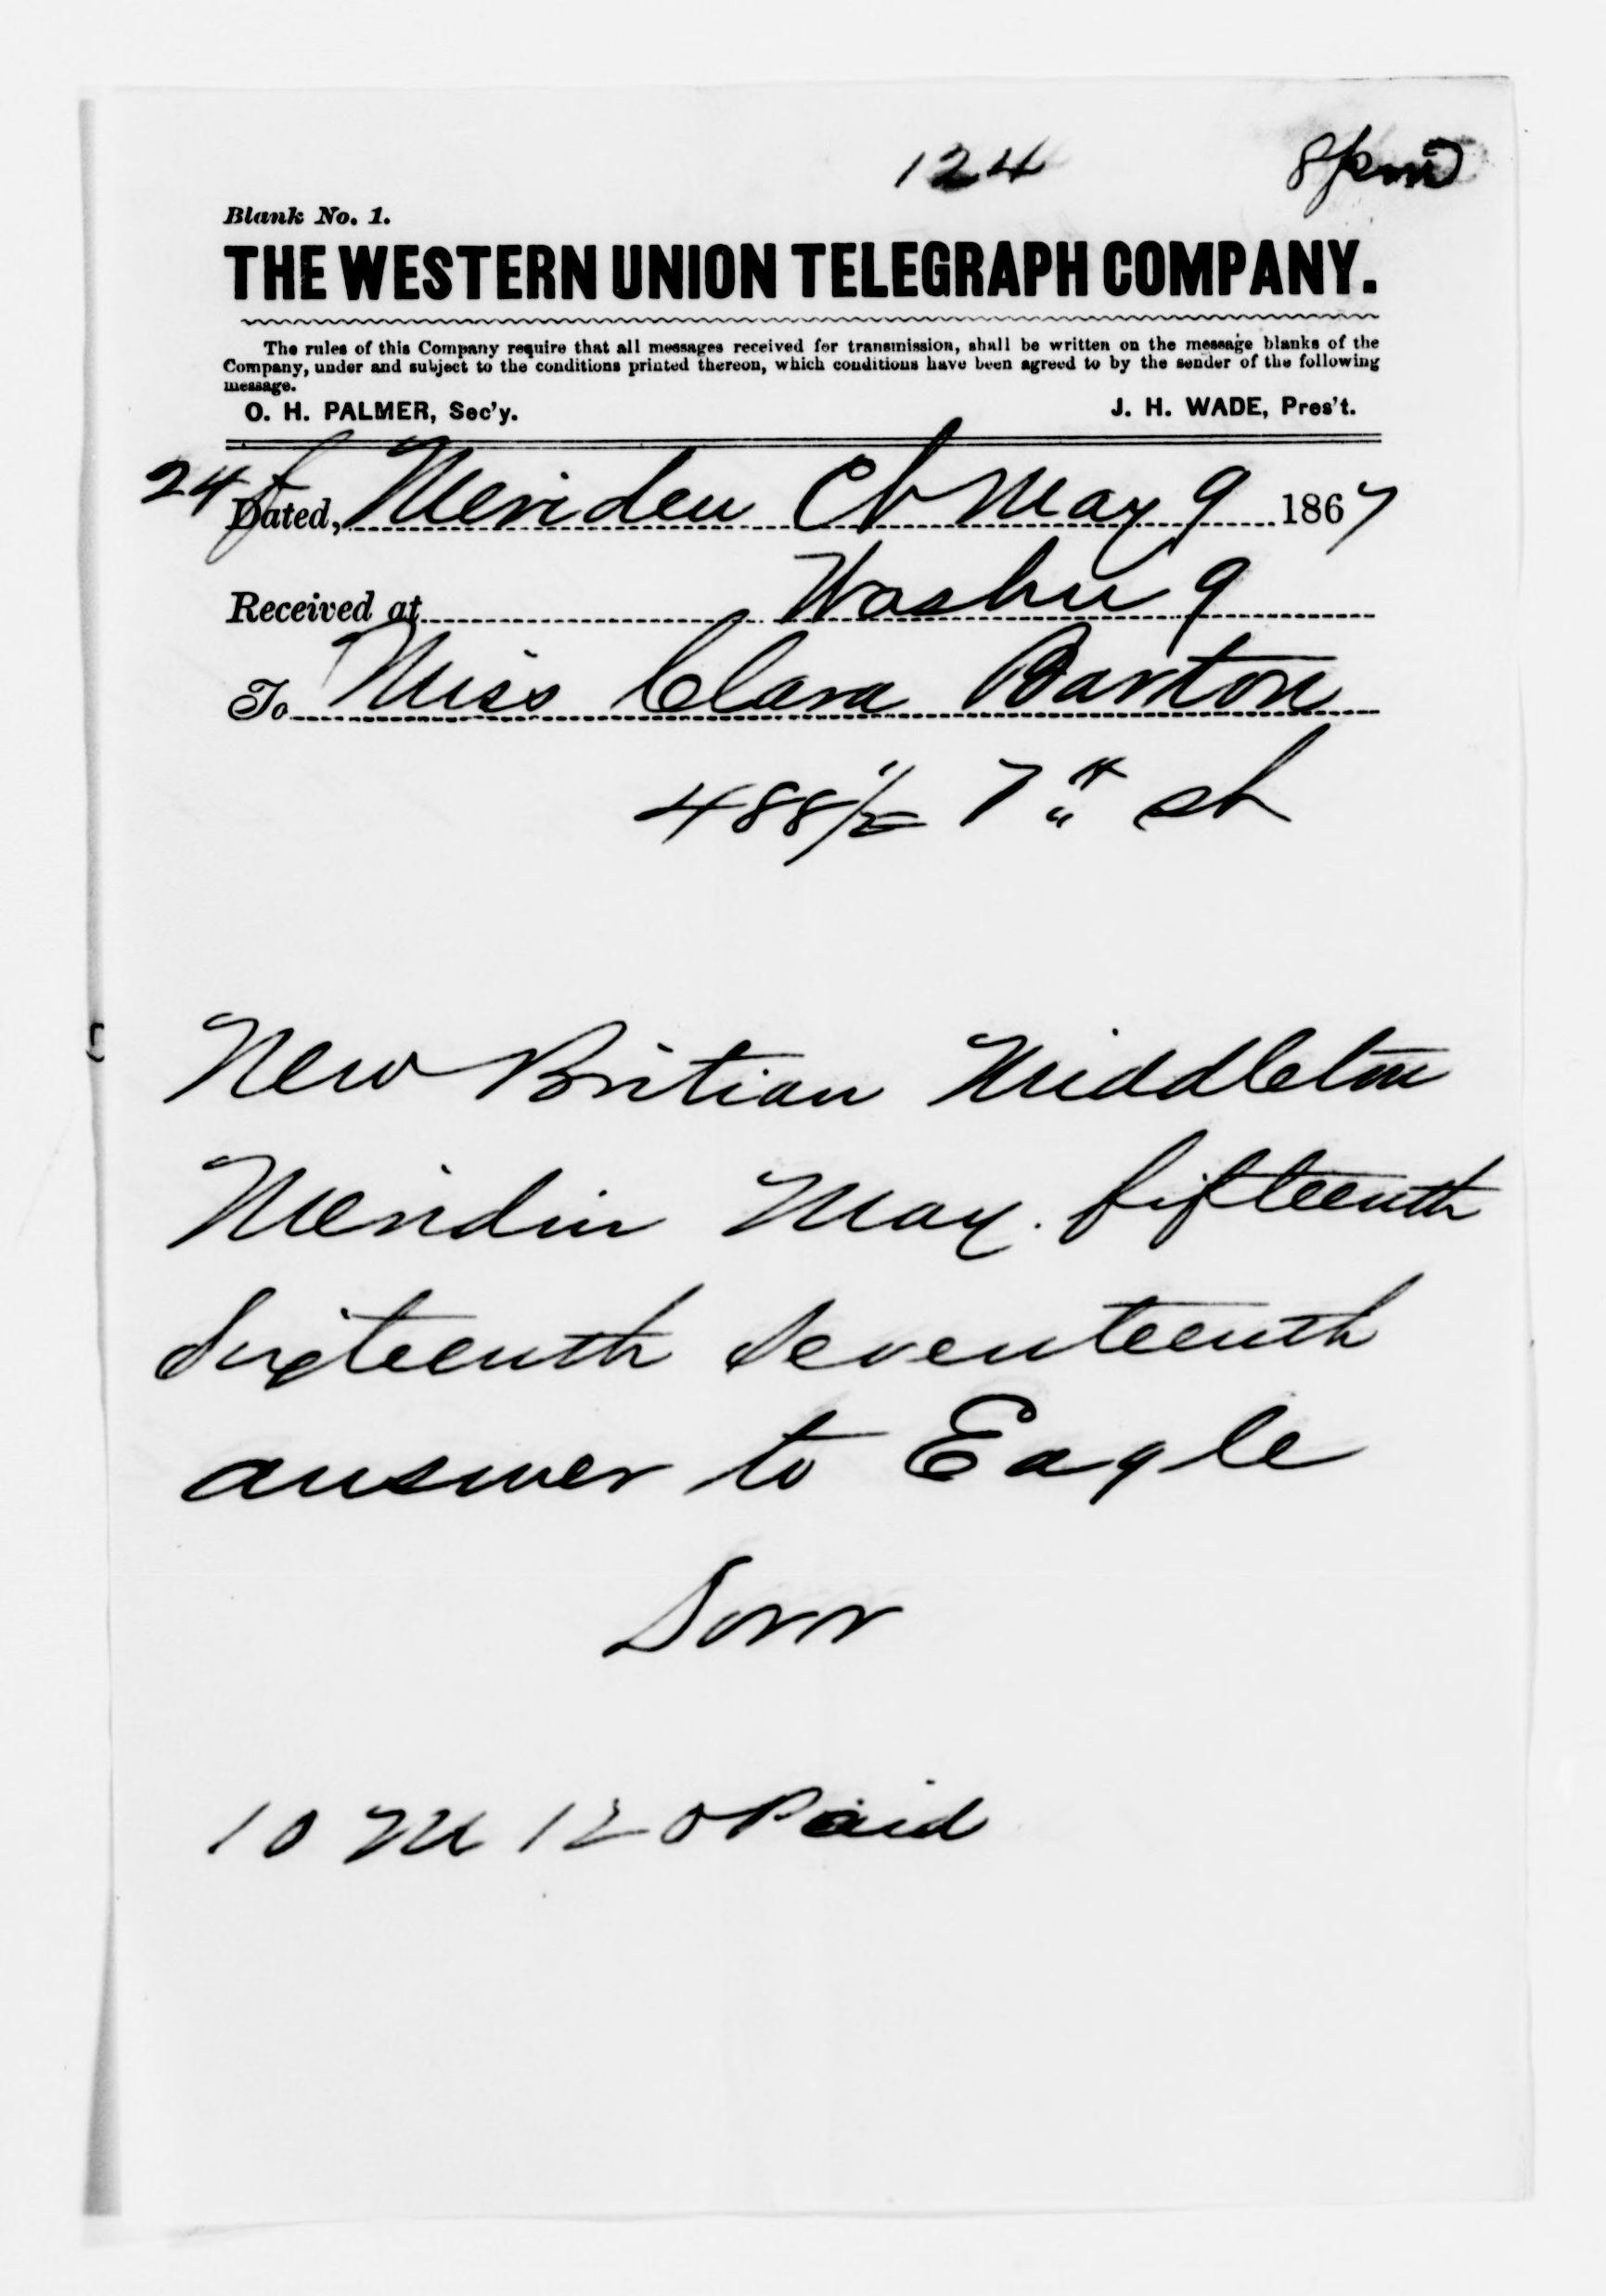 124 8pm
Blank No. 1.
THE WESTERN UNION TELEGRAPH COMPANY.
The rules of this Company require that all messages received for transmission, shall be written on the message blanks of the
Company, under and subject to the conditions printed thereon, which conditions have been agreed to by the sender of the following
message.
O. H. PALMER, Sec'y. J. H. WADE, Pres't.
24 Dated, Meriden Ct May 9 1867
Received at Washn 9
To Miss Clara Barton
488 1/2 7th st
New Britian Middleton
Meridin May. fifteenth
Sixteenth Seventeenth
answer to Eagle
Dorr
10 M 120 Paid